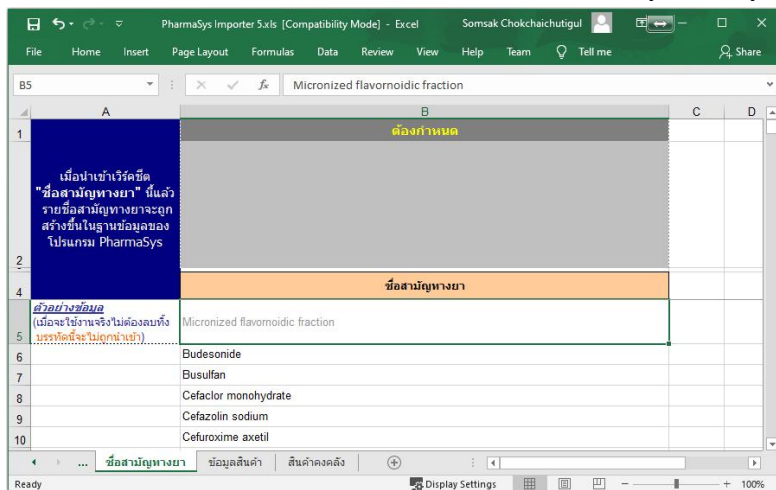 PharmaSys Importer 5.xls [Compatibility Mode] - Excel Somsak Chokchaichutigul
File Home Insert Page Layout Formulas Data Review View Help Team Tell me Share
B5 fx Micronized flavornoidic fraction
A B C D
1 ต้องกำหนด
เมื่อนำเข้าเวิร์คชีต
"ชื่อสามัญทางยา" นี้แล้ว
รายชื่อสามัญทางยาจะถูก
สร้างขึ้นในฐานข้อมูลของ
โปรแกรม PharmaSys
2
4 ชื่อสามัญทางยา
ตัวอย่างข้อมูล
(เมื่อจะใช้งานจริงไม่ต้องลบทิ้ง Micronized flavornoidic fraction
5 บรรทัดนี้จะไม่ถูกนำเข้า)
6 Budesonide
7 Busulfan
8 Cefaclor monohydrate
9 Cefazolin sodium
10 Cefuroxime axetil
... ชื่อสามัญทางยา ข้อมูลสินค้า สินค้าคงคลัง
Ready Display Settings 100%